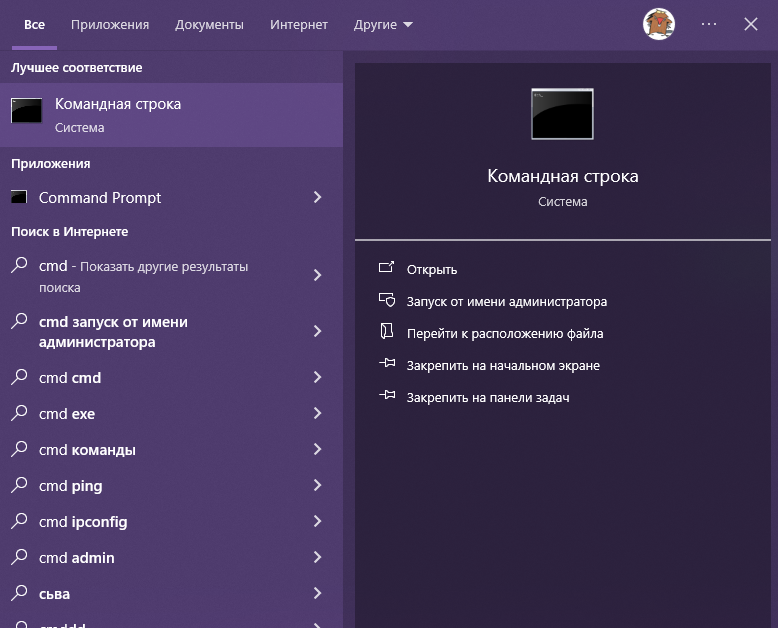 Все
Приложения
Документы
Интернет
Другие
Лучшее соответствие
Командная строка
Система
Приложения
Command Prompt
Поиск в Интернете
cmd - Показать другие результаты
поиска
cmd запуск от имени
администратора
cmd cmd
cmd exe
cmd команды
cmd ping
cmd ipconfig
cmd admin
сьва
Командная строка
Система
Открыть
Запуск от имени администратора
Перейти к расположению файла
Закрепить на начальном экране
Закрепить на панели задач